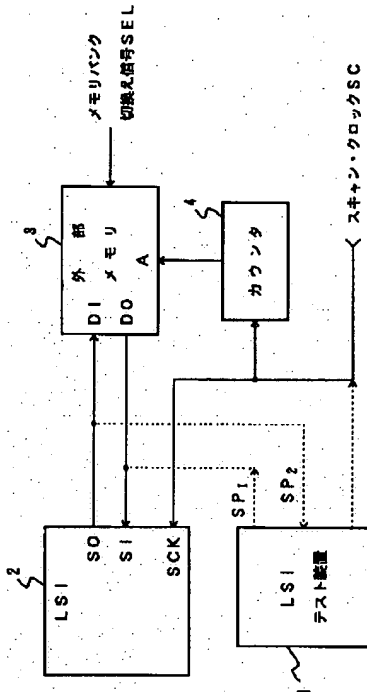 2
LSI
SO
SI
SCK
3
外部
メモリ
DI
DO
A
メモリバンク
切換え信号SEL
4
カウンタ
SP1
SP2
LSI
テスト装置
1
スキャン・クロックSC